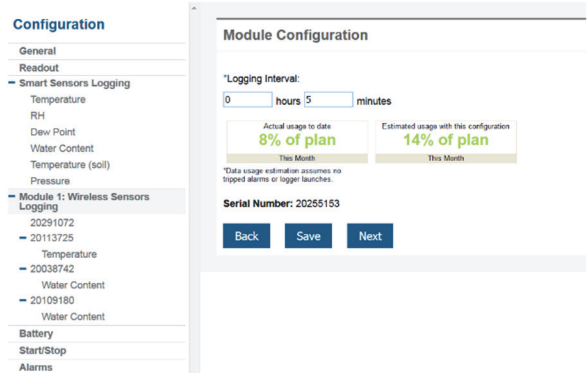 Configuration
General
Readout
Smart Sensors Logging
Temperature
RH
Dew Point
Water Content
Temperature (soil)
Pressure
Module 1: Wireless Sensors
Logging
20291072
20113725
Temperature
20038742
Water Content
20109180
Water Content
Battery
Start/Stop
Alarms
Module Configuration
*Logging Interval:
0 hours 5 minutes
Actual usage to date
8% of plan
This Month
Estimated usage with this configuration
14% of plan
This Month
*Data usage estimation assumes no
tripped alarms or logger launches.
Serial Number: 20255153
Back Save Next